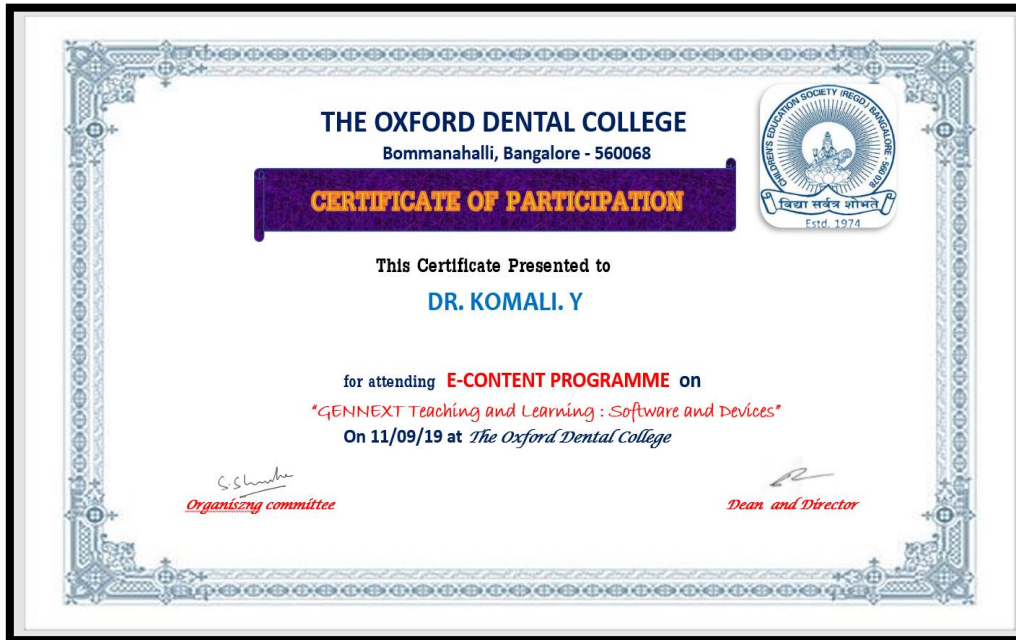 THE OXFORD DENTAL COLLEGE
Bommanahalli, Bangalore - 560068
CHILDREN'S EDUCATION SOCIETY (REGD.) BANGALORE - 560 078
विद्या सर्वत्र शोभते
Estd. 1974
CERTIFICATE OF PARTICIPATION
This Certificate Presented to
DR. KOMALI. Y
for attending E-CONTENT PROGRAMME on
"GENNEXT Teaching and Learning : Software and Devices"
On 11/09/19 at The Oxford Dental College
Organiszng committee
Dean and Director